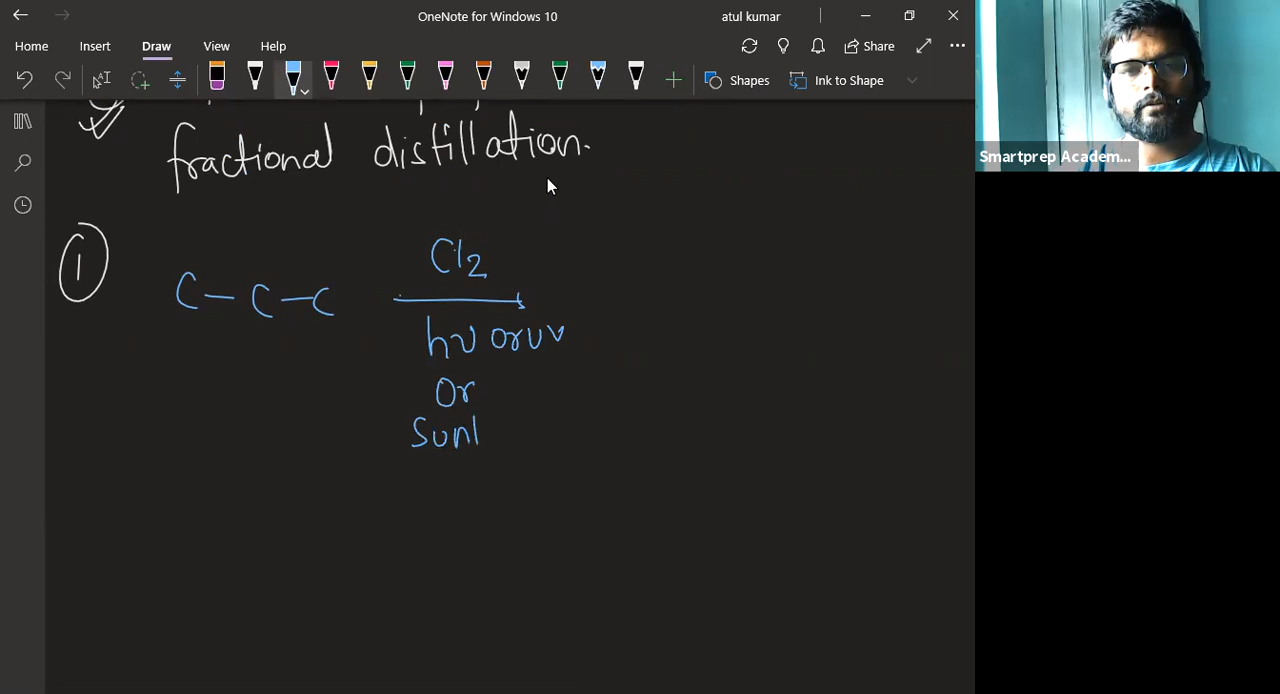 OneNote for Windows 10
atul kumar
Home Insert Draw View Help
Share
Shapes
Ink to Shape
Smartprep Academ...
fractional distillation.
1
C - C - C
Cl2
hν or uv
Or
Sunl